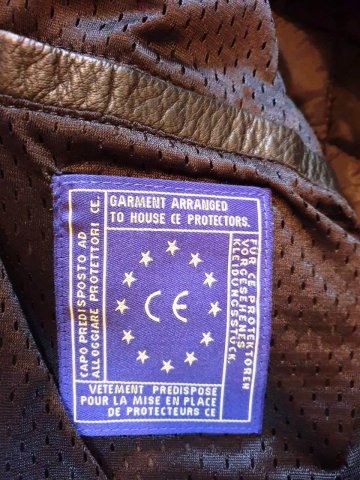 GARMENT ARRANGED
TO HOUSE CE PROTECTORS.
FÜR CE PROTEKTOREN
VORGESEHENES
KLEIDUNGSSTÜCK.
CE
VETEMENT PREDISPOSE
POUR LA MISE EN PLACE
DE PROTECTEURS CE
CAPO PREDISPOSTO AD
ALLOGGIARE PROTETTORI CE.